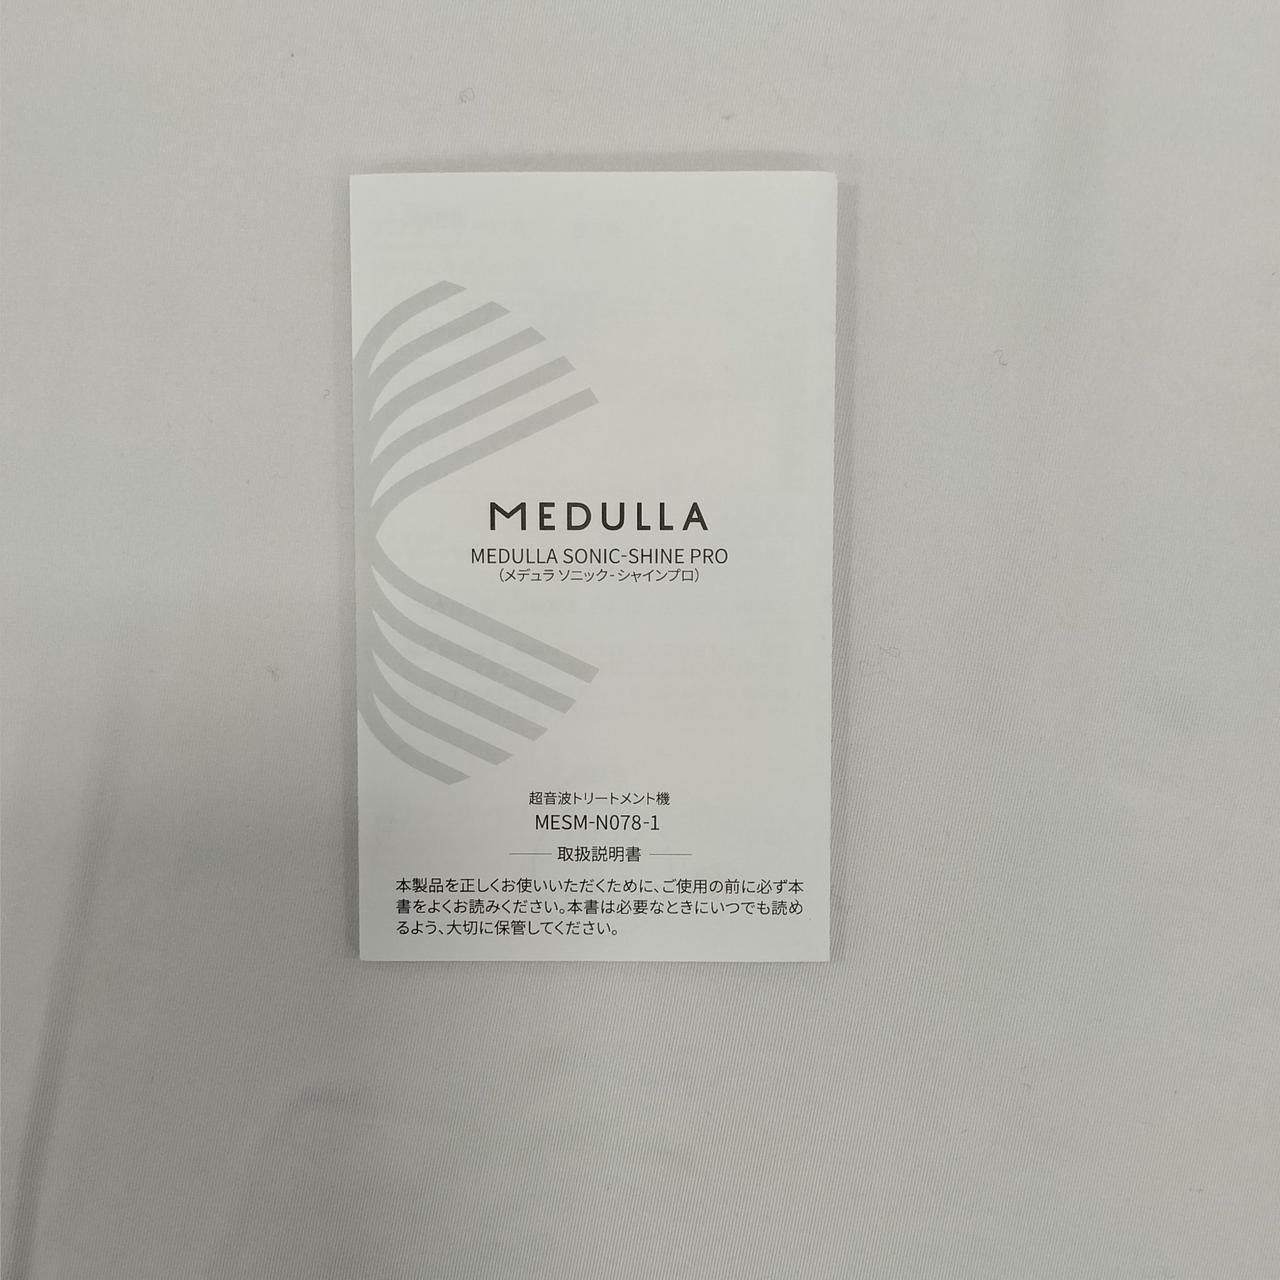 MEDULLA
MEDULLA SONIC-SHINE PRO
（メデュラ ソニック-シャインプロ）
超音波トリートメント機
MESM-N078-1
取扱説明書
本製品を正しくお使いいただくために、ご使用の前に必ず本
書をよくお読みください。本書は必要なときにいつでも読め
るよう、大切に保管してください。